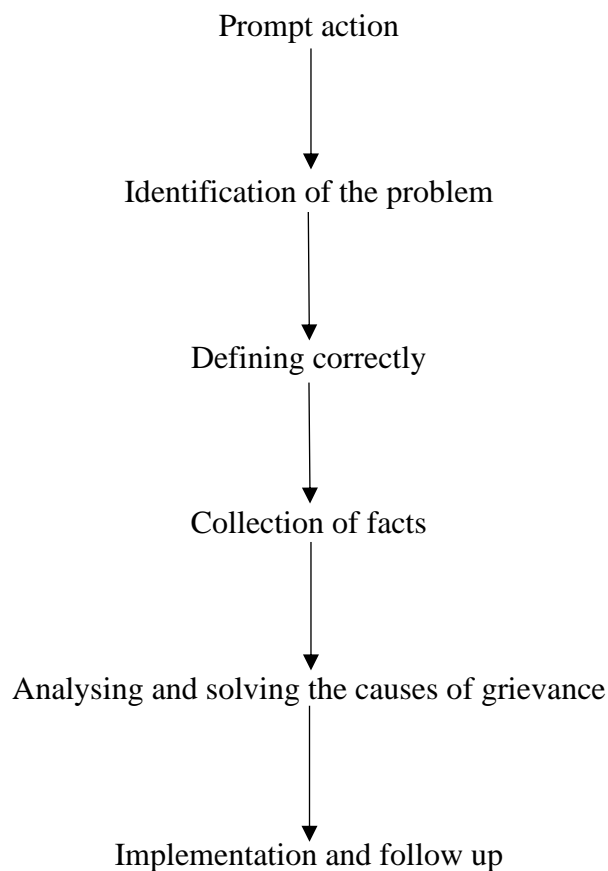 Prompt action
Identification of the problem
Defining correctly
Collection of facts
Analysing and solving the causes of grievance
Implementation and follow up